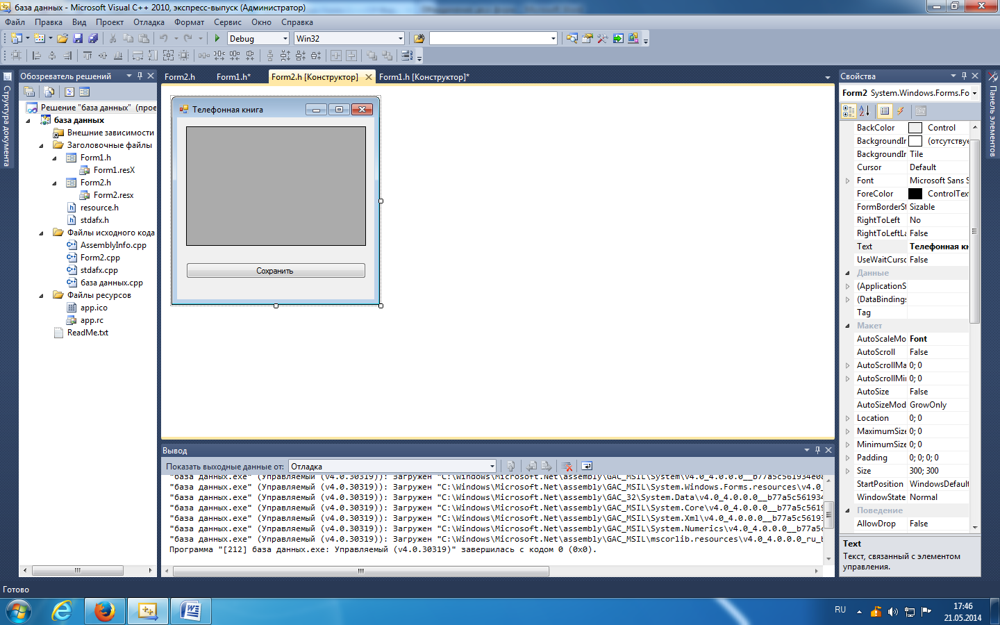 база данных - Microsoft Visual C++ 2010, экспресс-выпуск (Администратор)
Файл Правка Вид Проект Отладка Формат Сервис Окно Справка
Debug Win32
Обозреватель решений
Структура документа
Решение "база данных" (прое
база данных
Внешние зависимости
Заголовочные файлы
Form1.h
Form1.resX
Form2.h
Form2.resx
resource.h
stdafx.h
Файлы исходного кода
AssemblyInfo.cpp
Form2.cpp
stdafx.cpp
база данных.cpp
Файлы ресурсов
app.ico
app.rc
ReadMe.txt
Form2.h Form1.h* Form2.h [Конструктор] Form1.h [Конструктор]*
Телефонная книга
Сохранить
Вывод
Показать выходные данные от: Отладка
"база данных.exe" (Управляемый (v4.0.30319)): Загружен "C:\Windows\Microsoft.Net\assembly\GAC_MSIL\System\v4.0_4.0.0.0__b77a5c561934e08
"база данных.exe" (Управляемый (v4.0.30319)): Загружен "C:\Windows\Microsoft.Net\assembly\GAC_MSIL\System.Windows.Forms.resources\v4.0_
"база данных.exe" (Управляемый (v4.0.30319)): Загружен "C:\Windows\Microsoft.Net\assembly\GAC_32\System.Data\v4.0_4.0.0.0__b77a5c561934
"база данных.exe" (Управляемый (v4.0.30319)): Загружен "C:\Windows\Microsoft.Net\assembly\GAC_MSIL\System.Core\v4.0_4.0.0.0__b77a5c5619
"база данных.exe" (Управляемый (v4.0.30319)): Загружен "C:\Windows\Microsoft.Net\assembly\GAC_MSIL\System.Xml\v4.0_4.0.0.0__b77a5c56193
"база данных.exe" (Управляемый (v4.0.30319)): Загружен "C:\Windows\Microsoft.Net\assembly\GAC_MSIL\System.Numerics\v4.0_4.0.0.0__b77a5c
"база данных.exe" (Управляемый (v4.0.30319)): Загружен "C:\Windows\Microsoft.Net\assembly\GAC_MSIL\mscorlib.resources\v4.0_4.0.0.0_ru_b
Программа "[212] база данных.exe: Управляемый (v4.0.30319)" завершилась с кодом 0 (0x0).
Свойства
Form2 System.Windows.Forms.Fo
BackColor Control
BackgroundIr (отсутствуе
BackgroundIr Tile
Cursor Default
Font Microsoft Sans S
ForeColor ControlText
FormBorderSt Sizable
RightToLeft No
RightToLeftLa False
Text Телефонная кн
UseWaitCurso False
Данные
(ApplicationS
(DataBindings
Tag
Макет
AutoScaleMo Font
AutoScroll False
AutoScrollMa 0; 0
AutoScrollMin 0; 0
AutoSize False
AutoSizeMod GrowOnly
Location 0; 0
MaximumSize 0; 0
MinimumSize 0; 0
Padding 0; 0; 0; 0
Size 300; 300
StartPosition WindowsDefault
WindowState Normal
Поведение
AllowDrop False
Text
Текст, связанный с элементом
управления.
Панель элементов
Готово
RU
17:46
21.05.2014